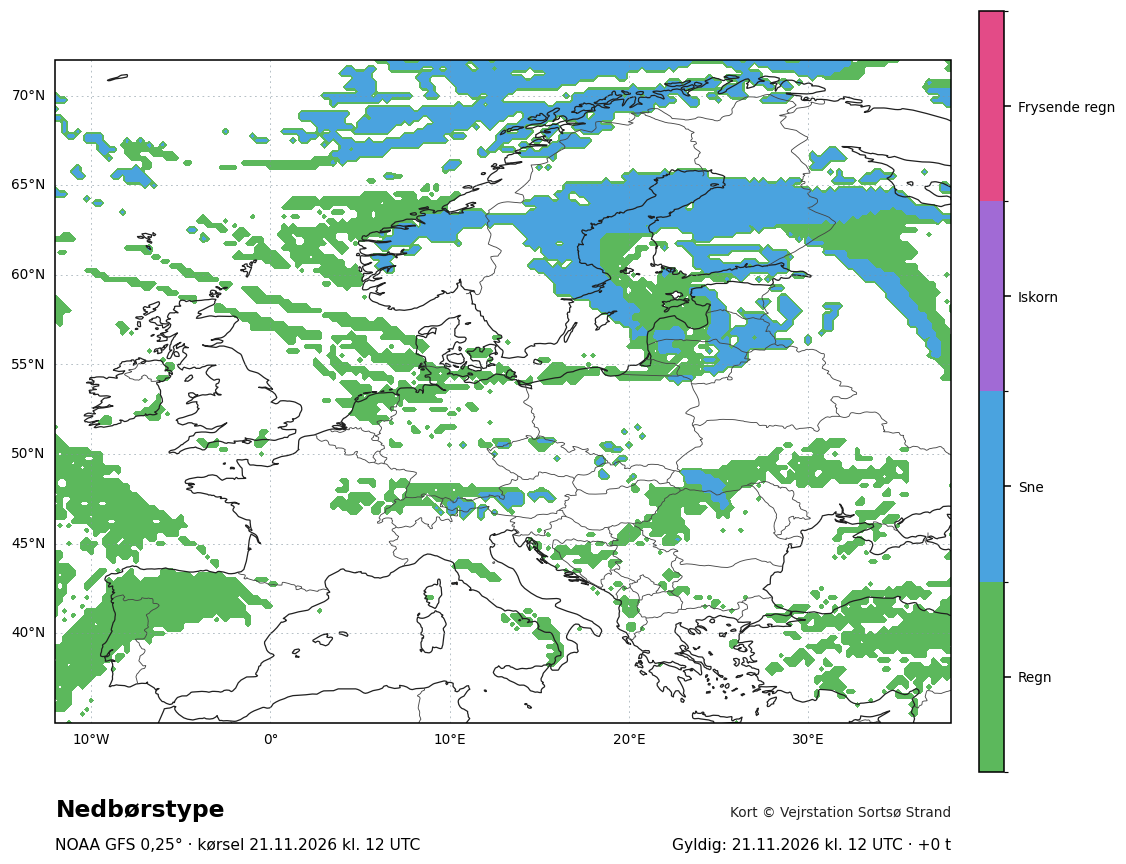 70°N
65°N
60°N
55°N
50°N
45°N
40°N
10°W
0°
10°E
20°E
30°E
Frysende regn
Iskorn
Sne
Regn
Nedbørstype
Kort © Vejrstation Sortsø Strand
NOAA GFS 0,25° · kørsel 21.11.2026 kl. 12 UTC
Gyldig: 21.11.2026 kl. 12 UTC · +0 t